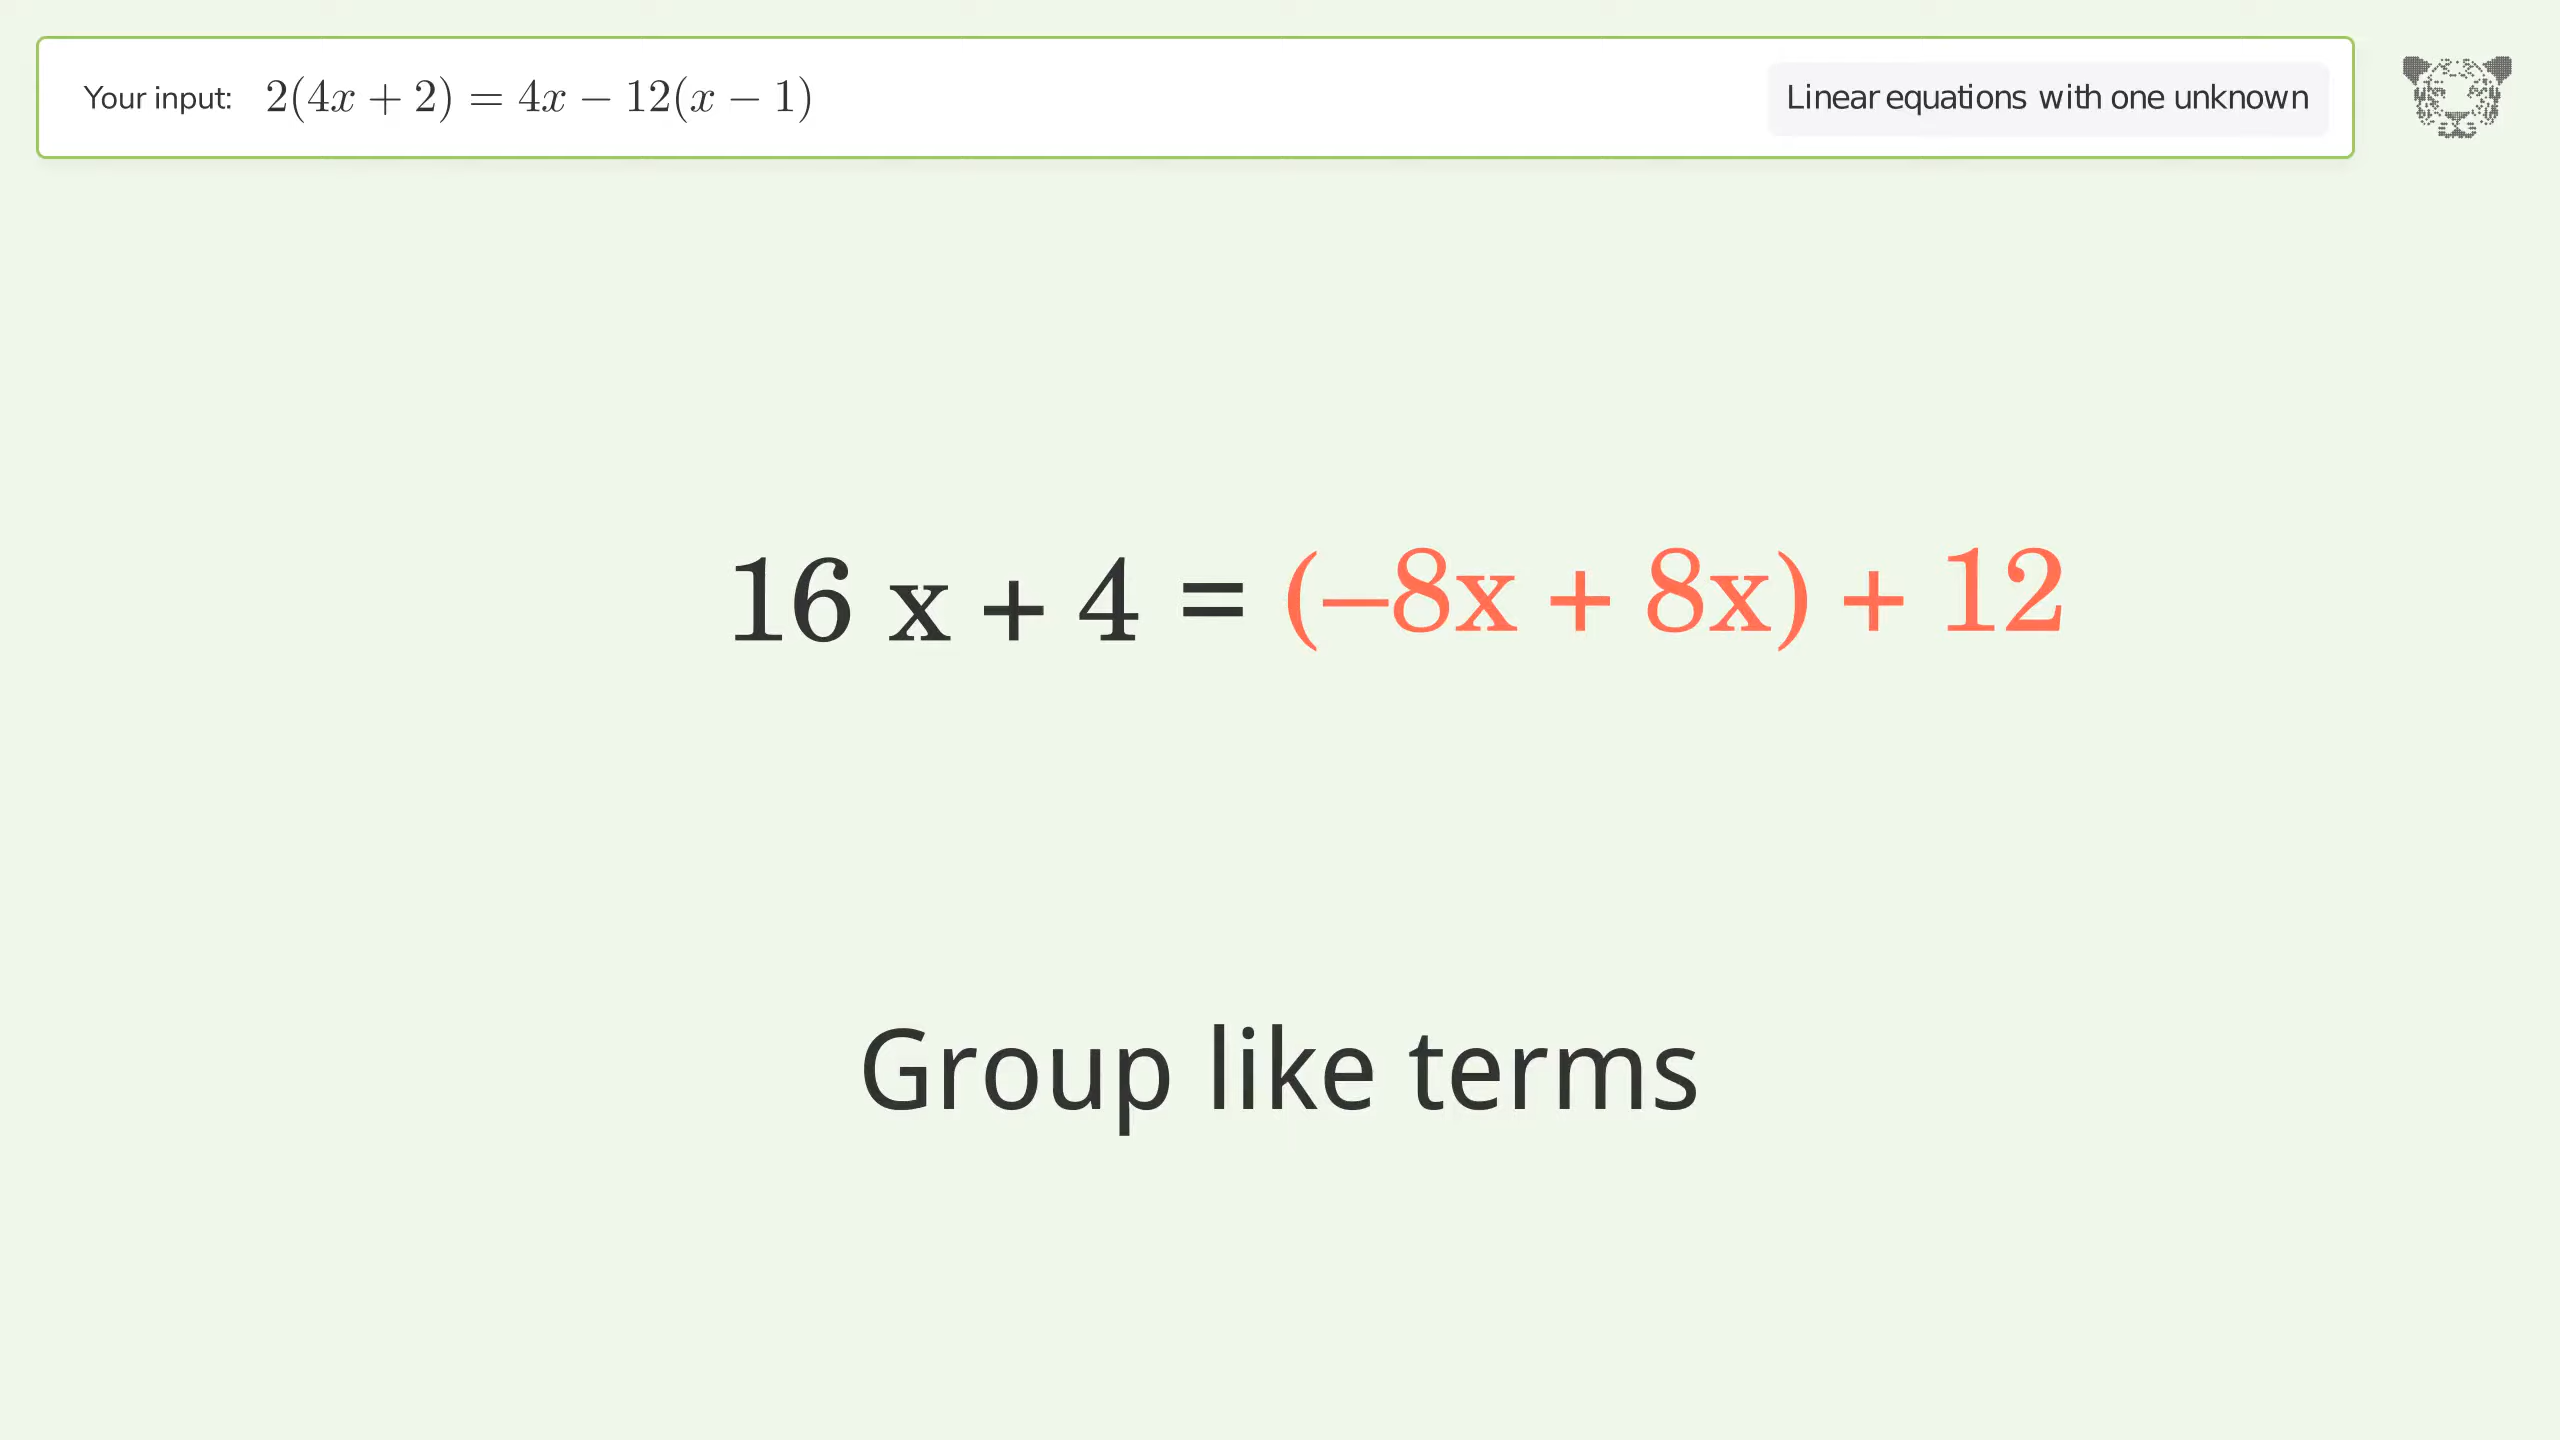 Your input: 2(4x + 2) = 4x − 12(x − 1)
Linear equations with one unknown
16 x + 4 = (−8x + 8x) + 12
Group like terms